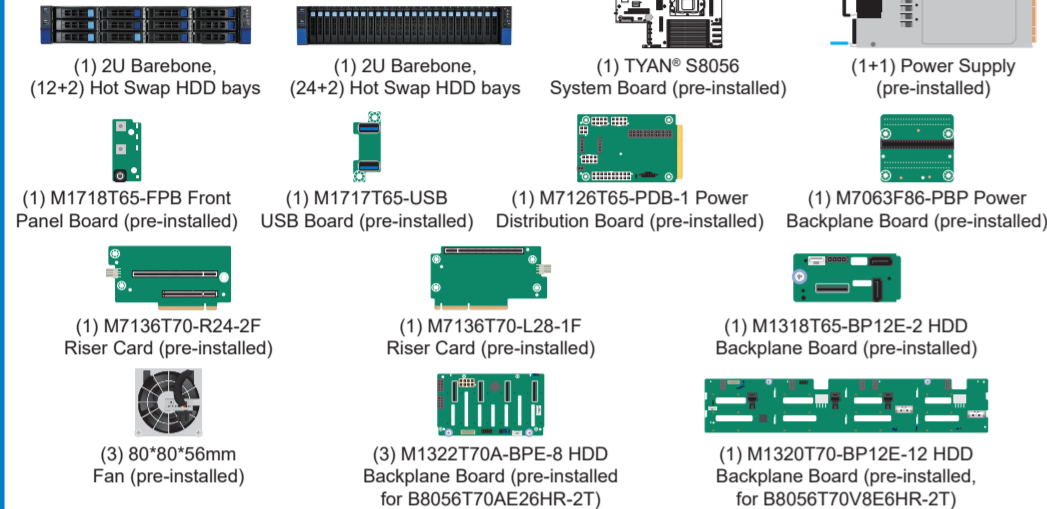 (1) 2U Barebone,
(12+2) Hot Swap HDD bays
(1) 2U Barebone,
(24+2) Hot Swap HDD bays
(1) TYAN® S8056
System Board (pre-installed)
(1+1) Power Supply
(pre-installed)
(1) M1718T65-FPB Front
Panel Board (pre-installed)
(1) M1717T65-USB
USB Board (pre-installed)
(1) M7126T65-PDB-1 Power
Distribution Board (pre-installed)
(1) M7063F86-PBP Power
Backplane Board (pre-installed)
(1) M7136T70-R24-2F
Riser Card (pre-installed)
(1) M7136T70-L28-1F
Riser Card (pre-installed)
(1) M1318T65-BP12E-2 HDD
Backplane Board (pre-installed)
(3) 80*80*56mm
Fan (pre-installed)
(3) M1322T70A-BPE-8 HDD
Backplane Board (pre-installed
for B8056T70AE26HR-2T)
(1) M1320T70-BP12E-12 HDD
Backplane Board (pre-installed,
for B8056T70V8E6HR-2T)